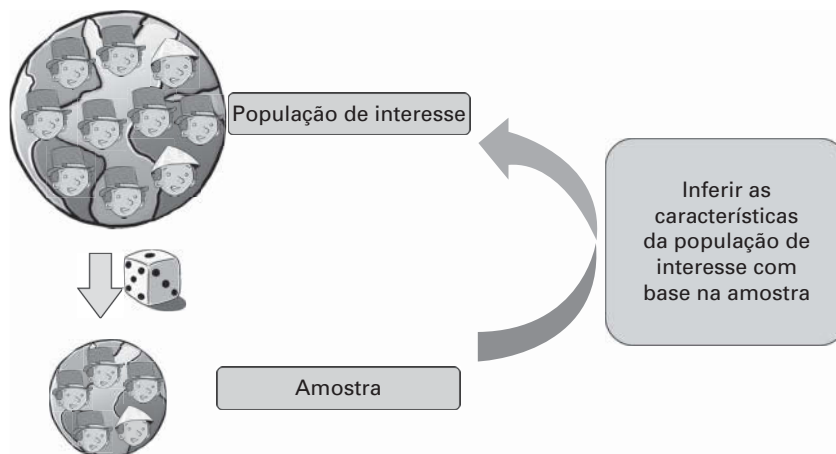 População de interesse
Inferir as
características
da população de
interesse com
base na amostra
Amostra